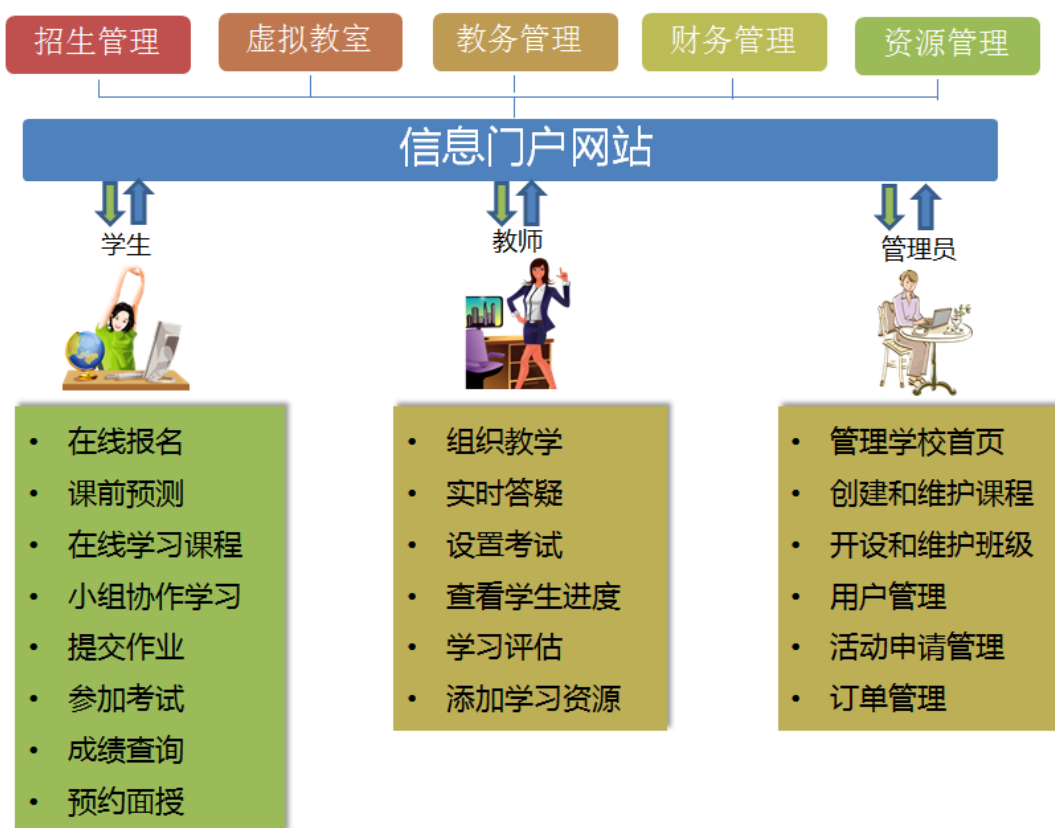 招生管理
虚拟教室
教务管理
财务管理
资源管理
信息门户网站
学生
教师
管理员
• 在线报名
• 课前预测
• 在线学习课程
• 小组协作学习
• 提交作业
• 参加考试
• 成绩查询
• 预约面授
• 组织教学
• 实时答疑
• 设置考试
• 查看学生进度
• 学习评估
• 添加学习资源
• 管理学校首页
• 创建和维护课程
• 开设和维护班级
• 用户管理
• 活动申请管理
• 订单管理